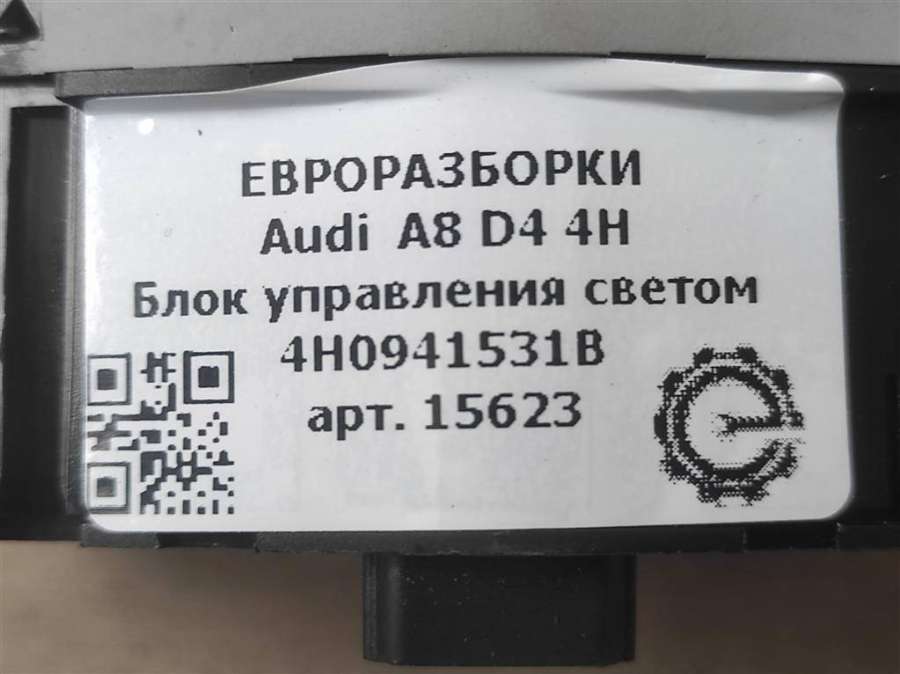 ЕВРОРАЗБОРКИ
Audi A8 D4 4H
Блок управления светом
4H0941531B
арт. 15623